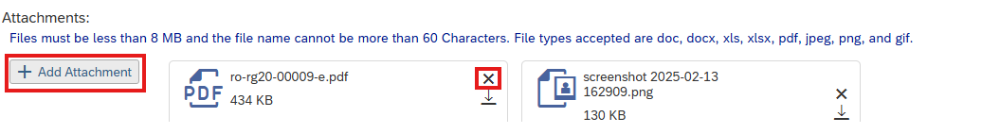 Attachments:
Files must be less than 8 MB and the file name cannot be more than 60 Characters. File types accepted are doc, docx, xls, xlsx, pdf, jpeg, png, and gif.
+ Add Attachment
PDF
ro-rg20-00009-e.pdf
434 KB
screenshot 2025-02-13
162909.png
130 KB